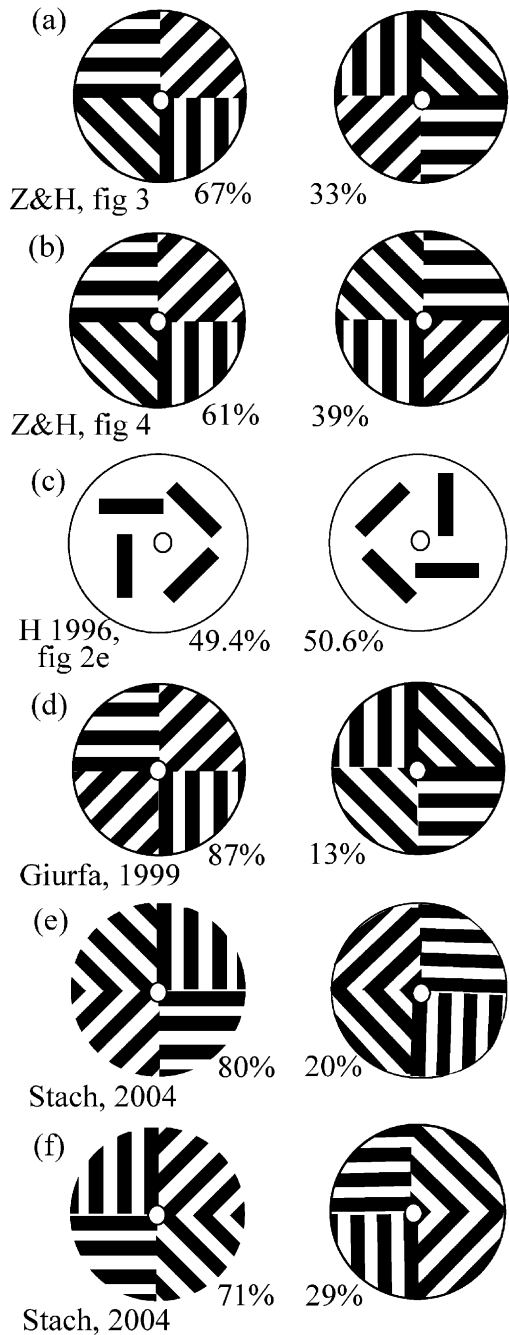 (a)
67% 33%
Z&H, fig 3
(b)
61% 39%
Z&H, fig 4
(c)
H 1996, 49.4% 50.6%
fig 2e
(d)
87% 13%
Giurfa, 1999
(e)
80% 20%
Stach, 2004
(f)
71% 29%
Stach, 2004